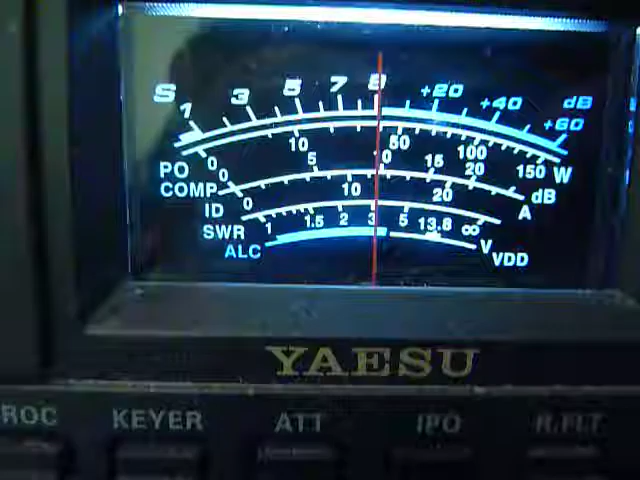 S 1 3 5 7 9 +20 +40 +60 dB
PO 0 10 50 100 150 W
COMP 0 5 10 15 20 dB
ID 0 10 20 A
SWR 1 1.5 2 3 5 ∞
ALC 13.8 V
VDD
YAESU
ROC KEYER ATT IPO R.FLT